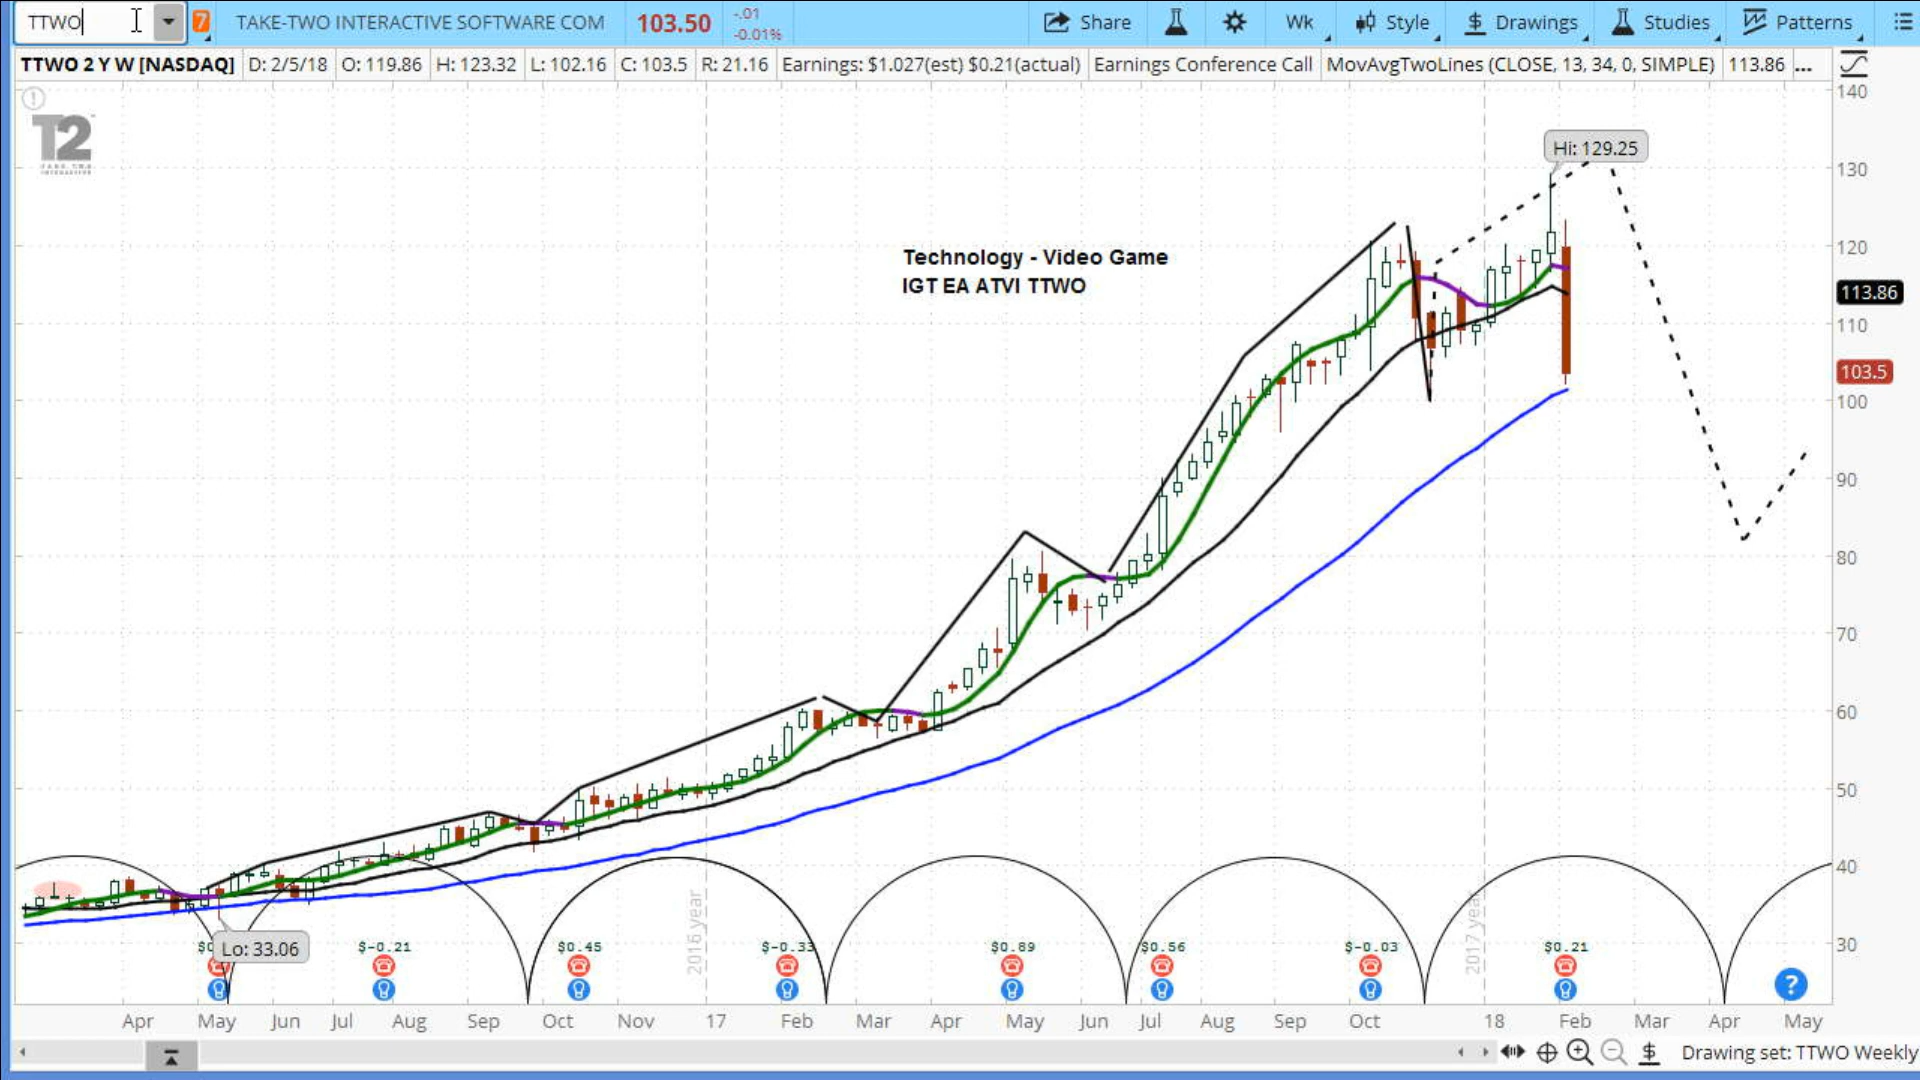 TTWO
7
TAKE-TWO INTERACTIVE SOFTWARE COM
103.50
-.01
-0.01%
Share
Wk
Style
$ Drawings
Studies
Patterns
TTWO 2 Y W [NASDAQ]
D: 2/5/18
O: 119.86
H: 123.32
L: 102.16
C: 103.5
R: 21.16
Earnings: $1.027(est) $0.21(actual)
Earnings Conference Call
MovAvgTwoLines (CLOSE, 13, 34, 0, SIMPLE)
113.86
...
T2
TAKE-TWO
INTERACTIVE
Hi: 129.25
Technology - Video Game
IGT EA ATVI TTWO
140
130
120
113.86
110
103.5
100
90
80
70
60
50
40
30
Lo: 33.06
2016 year
2017 year
$-0.21
$0.45
$-0.33
$0.89
$0.56
$-0.03
$0.21
?
Apr
May
Jun
Jul
Aug
Sep
Oct
Nov
17
Feb
Mar
Apr
May
Jun
Jul
Aug
Sep
Oct
18
Feb
Mar
Apr
May
$
Drawing set: TTWO Weekly